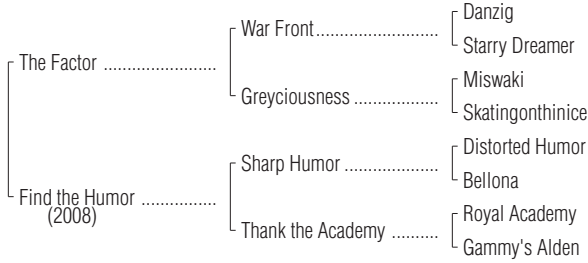 Danzig
War Front
Starry Dreamer
The Factor
Miswaki
Greyciousness
Skatingonthinice
Distorted Humor
Sharp Humor
Bellona
Find the Humor
(2008)
Royal Academy
Thank the Academy
Gammy's Alden